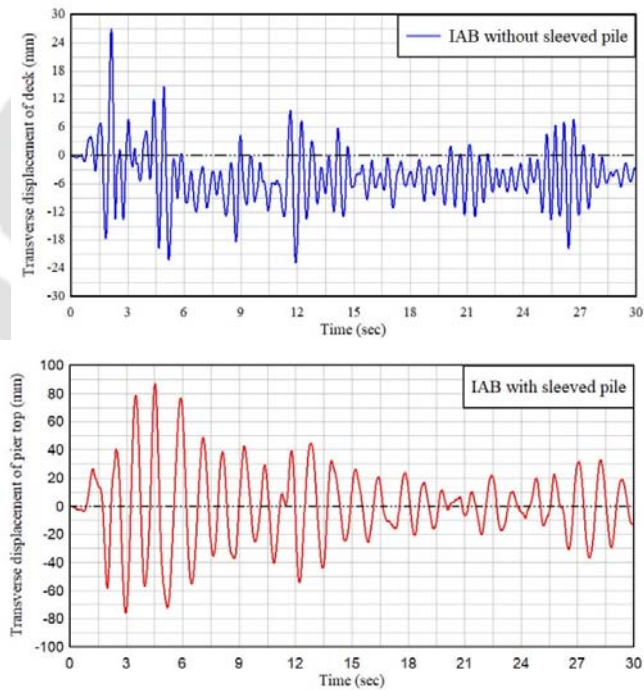 30
24
18
12
6
0
-6
-12
-18
-24
-30
Transverse displacement of deck (mm)
IAB without sleeved pile
0 3 6 9 12 15 18 21 24 27 30
Time (sec)
100
80
60
40
20
0
-20
-40
-60
-80
-100
Transverse displacement of pier top (mm)
IAB with sleeved pile
0 3 6 9 12 15 18 21 24 27 30
Time (sec)